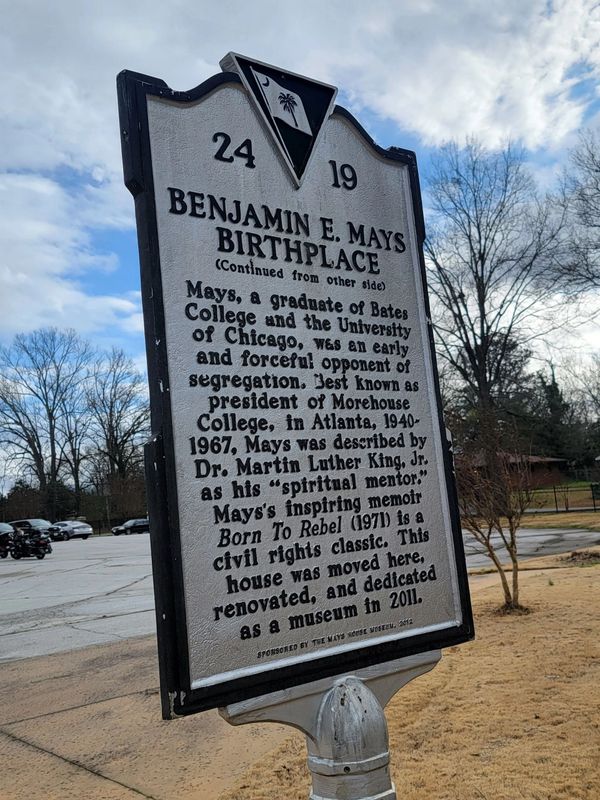 24 19
BENJAMIN E. MAYS
BIRTHPLACE
(Continued from other side)
Mays, a graduate of Bates
College and the University
of Chicago, was an early
and forceful opponent of
segregation. Best known as
president of Morehouse
College, in Atlanta, 1940-
1967, Mays was described by
Dr. Martin Luther King, Jr.
as his “spiritual mentor.”
Mays's inspiring memoir
Born To Rebel (1971) is a
civil rights classic. This
house was moved here,
renovated, and dedicated
as a museum in 2011.
SPONSORED BY THE MAYS HOUSE MUSEUM, 2012